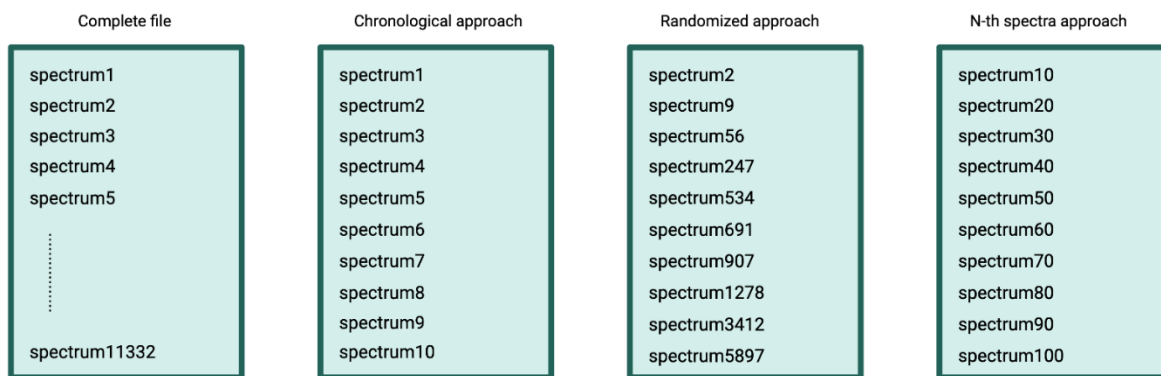 Complete file
spectrum1
spectrum2
spectrum3
spectrum4
spectrum5
spectrum11332
Chronological approach
spectrum1
spectrum2
spectrum3
spectrum4
spectrum5
spectrum6
spectrum7
spectrum8
spectrum9
spectrum10
Randomized approach
spectrum2
spectrum9
spectrum56
spectrum247
spectrum534
spectrum691
spectrum907
spectrum1278
spectrum3412
spectrum5897
N-th spectra approach
spectrum10
spectrum20
spectrum30
spectrum40
spectrum50
spectrum60
spectrum70
spectrum80
spectrum90
spectrum100